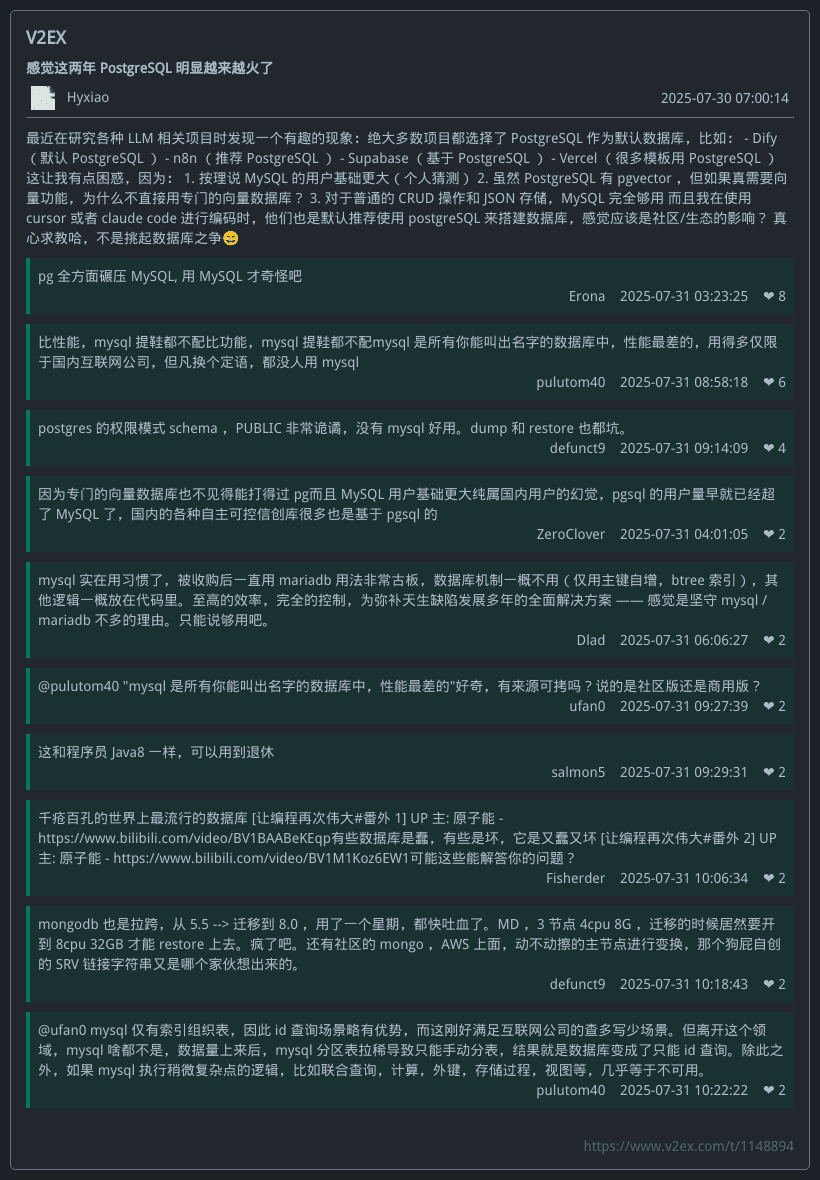 V2EX
感觉这两年 PostgreSQL 明显越来越火了
Hyxiao 2025-07-30 07:00:14
最近在研究各种 LLM 相关项目时发现一个有趣的现象：绝大多数项目都选择了 PostgreSQL 作为默认数据库，比如： - Dify
（ 默认 PostgreSQL ） - n8n （ 推荐 PostgreSQL ） - Supabase （ 基于 PostgreSQL ） - Vercel （ 很多模板用 PostgreSQL ）
这让我有点困惑，因为： 1. 按理说 MySQL 的用户基础更大（ 个人猜测 ） 2. 虽然 PostgreSQL 有 pgvector ，但如果真需要向
量功能，为什么不直接用专门的向量数据库？ 3. 对于普通的 CRUD 操作和 JSON 存储，MySQL 完全够用 而且我在使用
cursor 或者 claude code 进行编码时，他们也是默认推荐使用 postgreSQL 来搭建数据库，感觉应该是社区/生态的影响？ 真
心求教哈，不是挑起数据库之争😄
pg 全方面碾压 MySQL, 用 MySQL 才奇怪吧
Erona 2025-07-31 03:23:25 ❤ 8
比性能，mysql 提鞋都不配比功能，mysql 提鞋都不配mysql 是所有你能叫出名字的数据库中，性能最差的，用得多仅限
于国内互联网公司，但凡换个定语，都没人用 mysql
pulutom40 2025-07-31 08:58:18 ❤ 6
postgres 的权限模式 schema ，PUBLIC 非常诡谲，没有 mysql 好用。dump 和 restore 也都坑。
defunct9 2025-07-31 09:14:09 ❤ 4
因为专门的向量数据库也不见得能打得过 pg而且 MySQL 用户基础更大纯属国内用户的幻觉，pgsql 的用户量早就已经超
了 MySQL 了，国内的各种自主可控信创库很多也是基于 pgsql 的
ZeroClover 2025-07-31 04:01:05 ❤ 2
mysql 实在用习惯了，被收购后一直用 mariadb 用法非常古板，数据库机制一概不用（ 仅用主键自增，btree 索引 ） ，其
他逻辑一概放在代码里。至高的效率，完全的控制，为弥补天生缺陷发展多年的全面解决方案 —— 感觉是坚守 mysql /
mariadb 不多的理由。只能说够用吧。
Dlad 2025-07-31 06:06:27 ❤ 2
@pulutom40 "mysql 是所有你能叫出名字的数据库中，性能最差的"好奇，有来源可拷吗？说的是社区版还是商用版？
ufan0 2025-07-31 09:27:39 ❤ 2
这和程序员 Java8 一样，可以用到退休
salmon5 2025-07-31 09:29:31 ❤ 2
千疮百孔的世界上最流行的数据库 [让编程再次伟大#番外 1] UP 主: 原子能 -
https://www.bilibili.com/video/BV1BAABeKEqp有些数据库是蠢，有些是坏，它是又蠢又坏 [让编程再次伟大#番外 2] UP
主: 原子能 - https://www.bilibili.com/video/BV1M1Koz6EW1可能这些能解答你的问题？
Fisherder 2025-07-31 10:06:34 ❤ 2
mongodb 也是拉跨，从 5.5 --> 迁移到 8.0 ，用了一个星期，都快吐血了。MD ，3 节点 4cpu 8G ，迁移的时候居然要开
到 8cpu 32GB 才能 restore 上去。疯了吧。还有社区的 mongo ，AWS 上面，动不动擦的主节点进行变换，那个狗屁自创
的 SRV 链接字符串又是哪个家伙想出来的。
defunct9 2025-07-31 10:18:43 ❤ 2
@ufan0 mysql 仅有索引组织表，因此 id 查询场景略有优势，而这刚好满足互联网公司的查多写少场景。但离开这个领
域，mysql 啥都不是，数据量上来后，mysql 分区表拉稀导致只能手动分表，结果就是数据库变成了只能 id 查询。除此之
外，如果 mysql 执行稍微复杂点的逻辑，比如联合查询，计算，外键，存储过程，视图等，几乎等于不可用。
pulutom40 2025-07-31 10:22:22 ❤ 2
https://www.v2ex.com/t/1148894